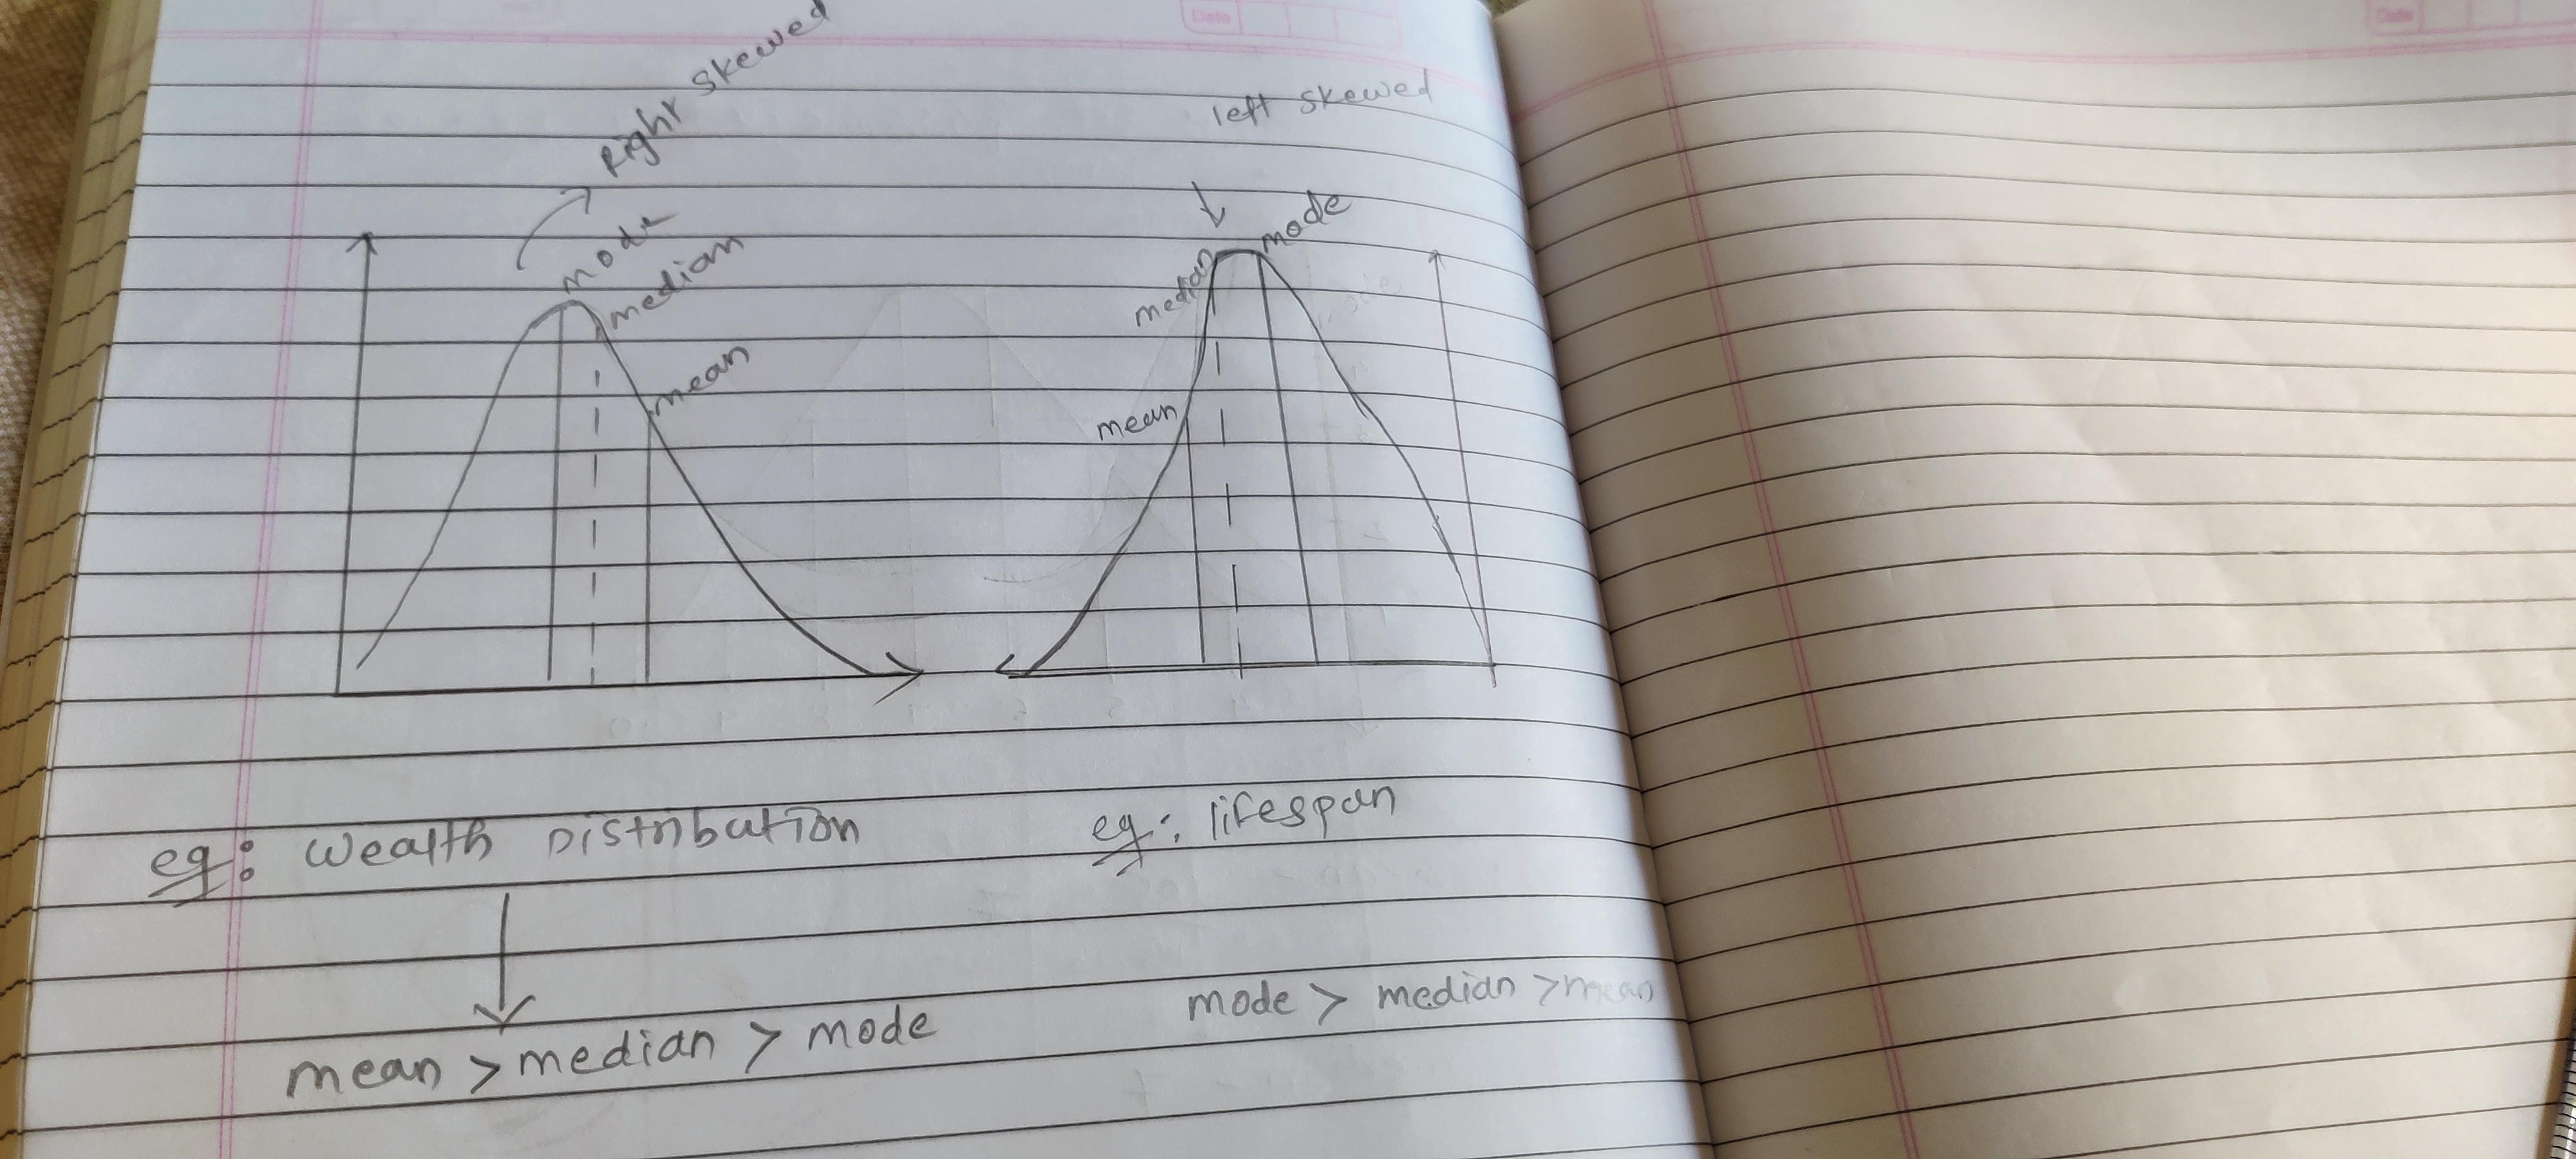 Date
Date
Right skewed
left skewed
mode
median
mean
mode
median
mean
eg: Wealth Distribution
eg: lifespan
mean > median > mode
mode > median > mean